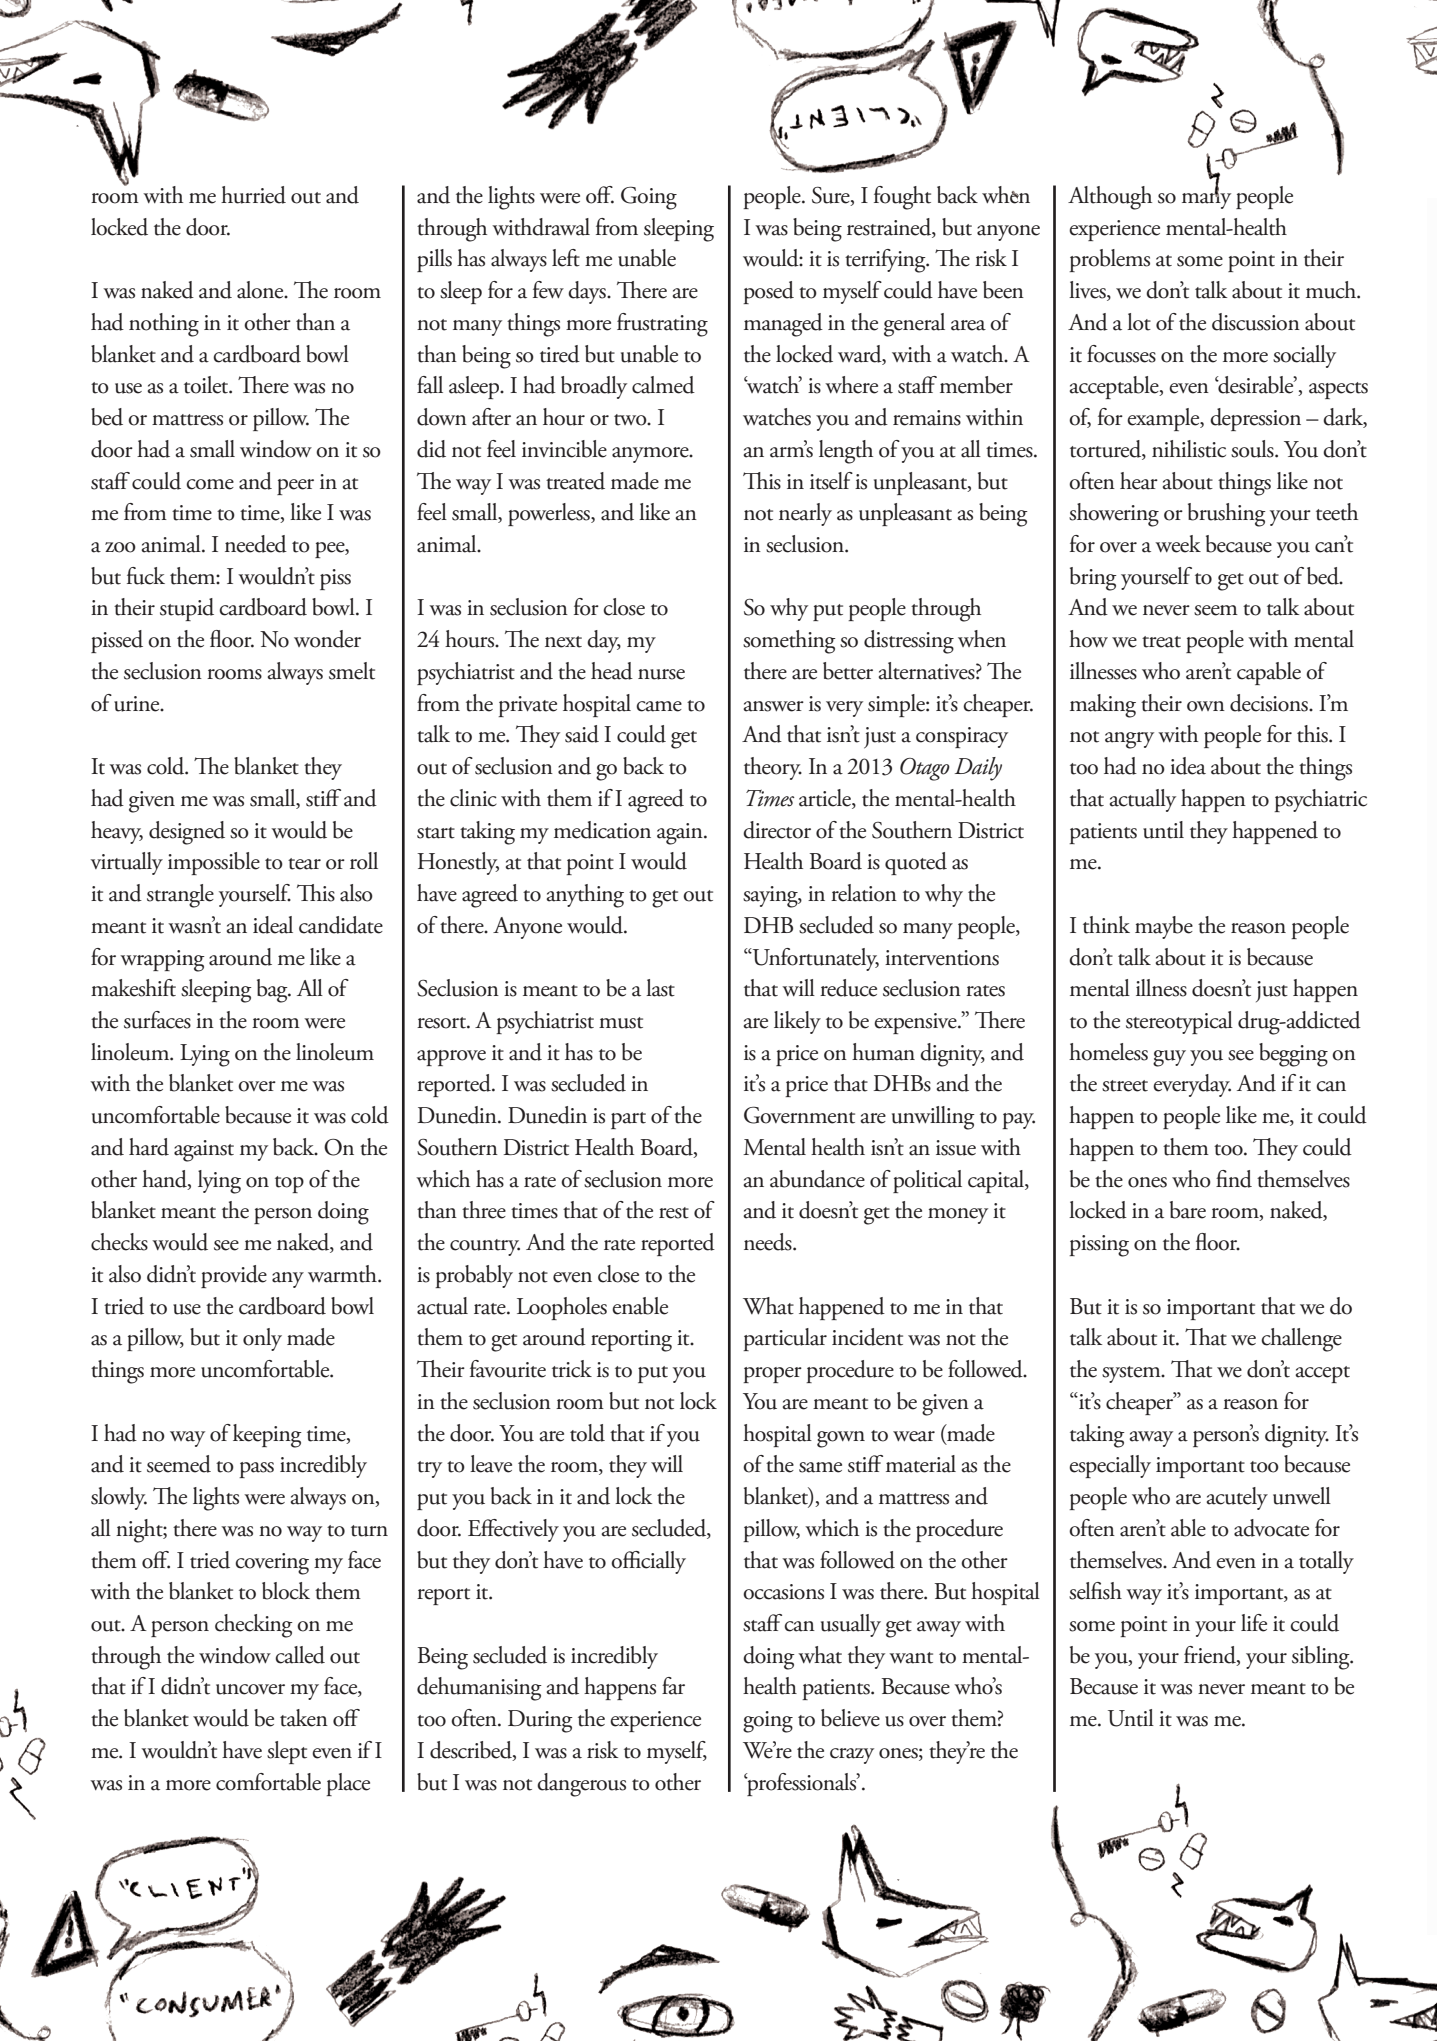 "CLIENT"
room with me hurried out and
locked the door.
I was naked and alone. The room
had nothing in it other than a
blanket and a cardboard bowl
to use as a toilet. There was no
bed or mattress or pillow. The
door had a small window on it so
staff could come and peer in at
me from time to time, like I was
a zoo animal. I needed to pee,
but fuck them: I wouldn't piss
in their stupid cardboard bowl. I
pissed on the floor. No wonder
the seclusion rooms always smelt
of urine.
It was cold. The blanket they
had given me was small, stiff and
heavy, designed so it would be
virtually impossible to tear or roll
it and strangle yourself. This also
meant it wasn't an ideal candidate
for wrapping around me like a
makeshift sleeping bag. All of
the surfaces in the room were
linoleum. Lying on the linoleum
with the blanket over me was
uncomfortable because it was cold
and hard against my back. On the
other hand, lying on top of the
blanket meant the person doing
checks would see me naked, and
it also didn't provide any warmth.
I tried to use the cardboard bowl
as a pillow, but it only made
things more uncomfortable.
I had no way of keeping time,
and it seemed to pass incredibly
slowly. The lights were always on,
all night; there was no way to turn
them off. I tried covering my face
with the blanket to block them
out. A person checking on me
through the window called out
that if I didn't uncover my face,
the blanket would be taken off
me. I wouldn't have slept even if I
was in a more comfortable place
and the lights were off. Going
through withdrawal from sleeping
pills has always left me unable
to sleep for a few days. There are
not many things more frustrating
than being so tired but unable to
fall asleep. I had broadly calmed
down after an hour or two. I
did not feel invincible anymore.
The way I was treated made me
feel small, powerless, and like an
animal.
I was in seclusion for close to
24 hours. The next day, my
psychiatrist and the head nurse
from the private hospital came to
talk to me. They said I could get
out of seclusion and go back to
the clinic with them if I agreed to
start taking my medication again.
Honestly, at that point I would
have agreed to anything to get out
of there. Anyone would.
Seclusion is meant to be a last
resort. A psychiatrist must
approve it and it has to be
reported. I was secluded in
Dunedin. Dunedin is part of the
Southern District Health Board,
which has a rate of seclusion more
than three times that of the rest of
the country. And the rate reported
is probably not even close to the
actual rate. Loopholes enable
them to get around reporting it.
Their favourite trick is to put you
in the seclusion room but not lock
the door. You are told that if you
try to leave the room, they will
put you back in it and lock the
door. Effectively you are secluded,
but they don't have to officially
report it.
Being secluded is incredibly
dehumanising and happens far
too often. During the experience
I described, I was a risk to myself,
but I was not dangerous to other
people. Sure, I fought back when
I was being restrained, but anyone
would: it is terrifying. The risk I
posed to myself could have been
managed in the general area of
the locked ward, with a watch. A
‘watch’ is where a staff member
watches you and remains within
an arm's length of you at all times.
This in itself is unpleasant, but
not nearly as unpleasant as being
in seclusion.
So why put people through
something so distressing when
there are better alternatives? The
answer is very simple: it's cheaper.
And that isn't just a conspiracy
theory. In a 2013 Otago Daily
Times article, the mental-health
director of the Southern District
Health Board is quoted as
saying, in relation to why the
DHB secluded so many people,
“Unfortunately, interventions
that will reduce seclusion rates
are likely to be expensive.” There
is a price on human dignity, and
it's a price that DHBs and the
Government are unwilling to pay.
Mental health isn't an issue with
an abundance of political capital,
and it doesn't get the money it
needs.
What happened to me in that
particular incident was not the
proper procedure to be followed.
You are meant to be given a
hospital gown to wear (made
of the same stiff material as the
blanket), and a mattress and
pillow, which is the procedure
that was followed on the other
occasions I was there. But hospital
staff can usually get away with
doing what they want to mental-
health patients. Because who's
going to believe us over them?
We're the crazy ones; they're the
‘professionals’.
Although so many people
experience mental-health
problems at some point in their
lives, we don't talk about it much.
And a lot of the discussion about
it focusses on the more socially
acceptable, even ‘desirable’, aspects
of, for example, depression – dark,
tortured, nihilistic souls. You don't
often hear about things like not
showering or brushing your teeth
for over a week because you can't
bring yourself to get out of bed.
And we never seem to talk about
how we treat people with mental
illnesses who aren't capable of
making their own decisions. I'm
not angry with people for this. I
too had no idea about the things
that actually happen to psychiatric
patients until they happened to
me.
I think maybe the reason people
don't talk about it is because
mental illness doesn't just happen
to the stereotypical drug-addicted
homeless guy you see begging on
the street everyday. And if it can
happen to people like me, it could
happen to them too. They could
be the ones who find themselves
locked in a bare room, naked,
pissing on the floor.
But it is so important that we do
talk about it. That we challenge
the system. That we don't accept
“it's cheaper” as a reason for
taking away a person's dignity. It's
especially important too because
people who are acutely unwell
often aren't able to advocate for
themselves. And even in a totally
selfish way it's important, as at
some point in your life it could
be you, your friend, your sibling.
Because it was never meant to be
me. Until it was me.
"CLIENT"
"CONSUMER"